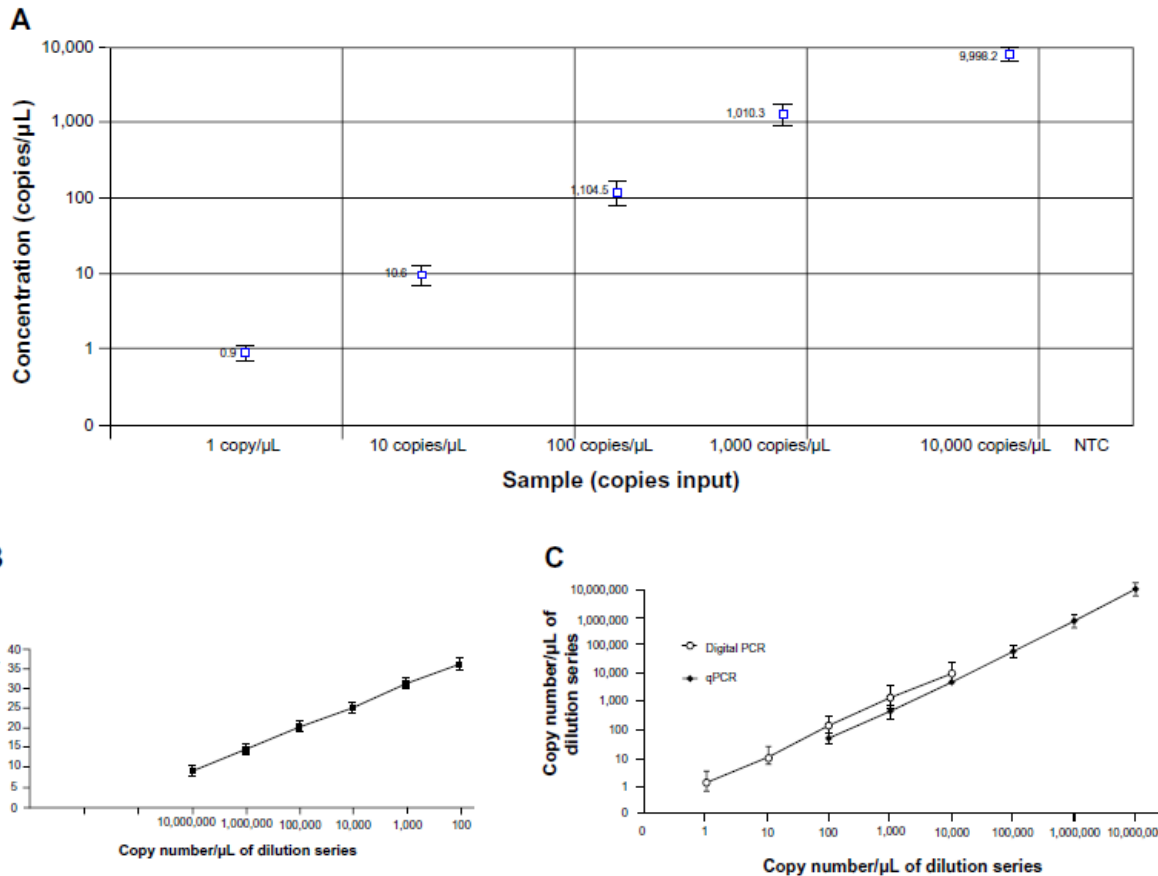 A
10,000
1,000
100
10
1
0
Concentration (copies/µL)
9,998.2
1,010.3
1,104.5
10.6
0.9
1 copy/µL 10 copies/µL 100 copies/µL 1,000 copies/µL 10,000 copies/µL NTC
Sample (copies input)
40
35
30
25
20
15
10
5
0
10,000,000 1,000,000 100,000 10,000 1,000 100
Copy number/µL of dilution series
C
Copy number/µL of
dilution series
10,000,000
1,000,000
100,000
10,000
1,000
100
10
1
0
Digital PCR
qPCR
0 1 10 100 1,000 10,000 100,000 1,000,000 10,000,000
Copy number/µL of dilution series